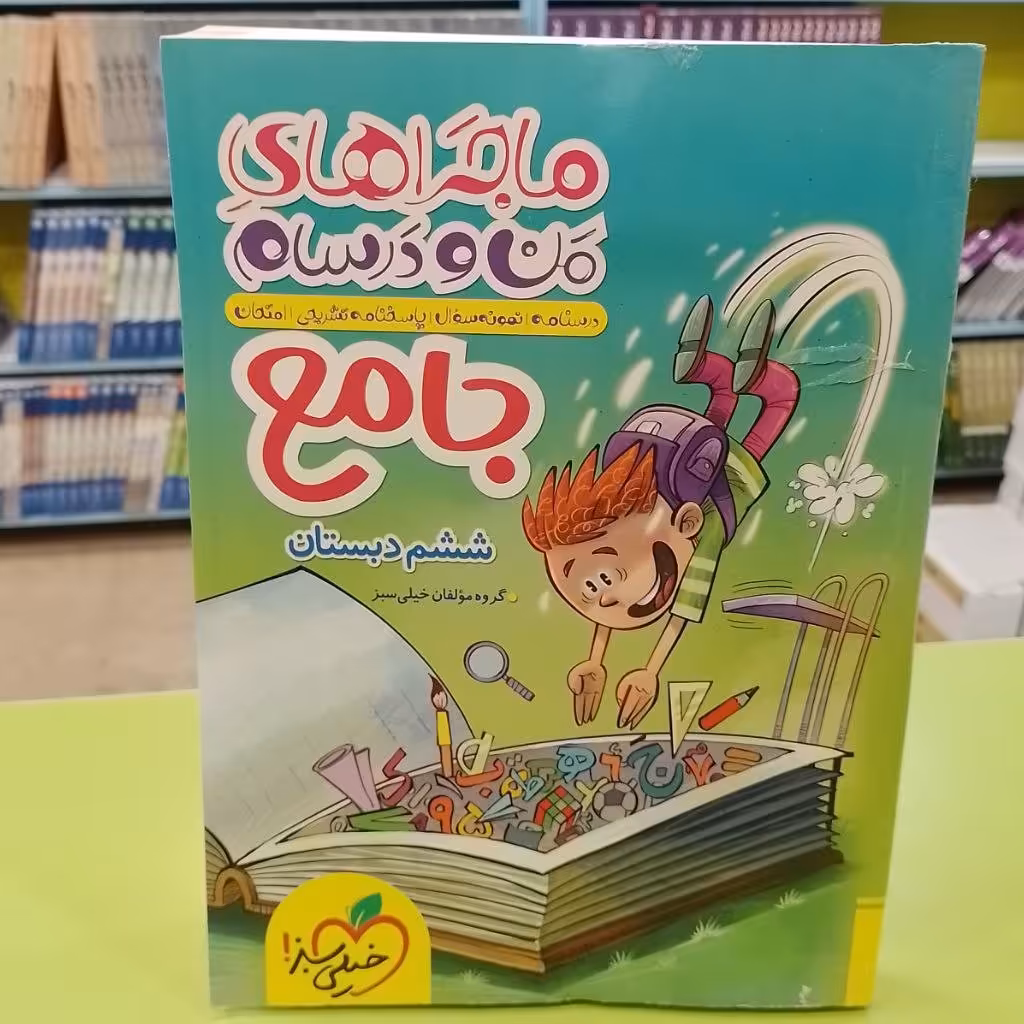 ماجراهای
من و درسام
درسنامه | نمونه سؤال | پاسخنامه تشریحی | امتحان
جامع
ششم دبستان
گروه مؤلفان خیلی سبز
خیلی سبز!